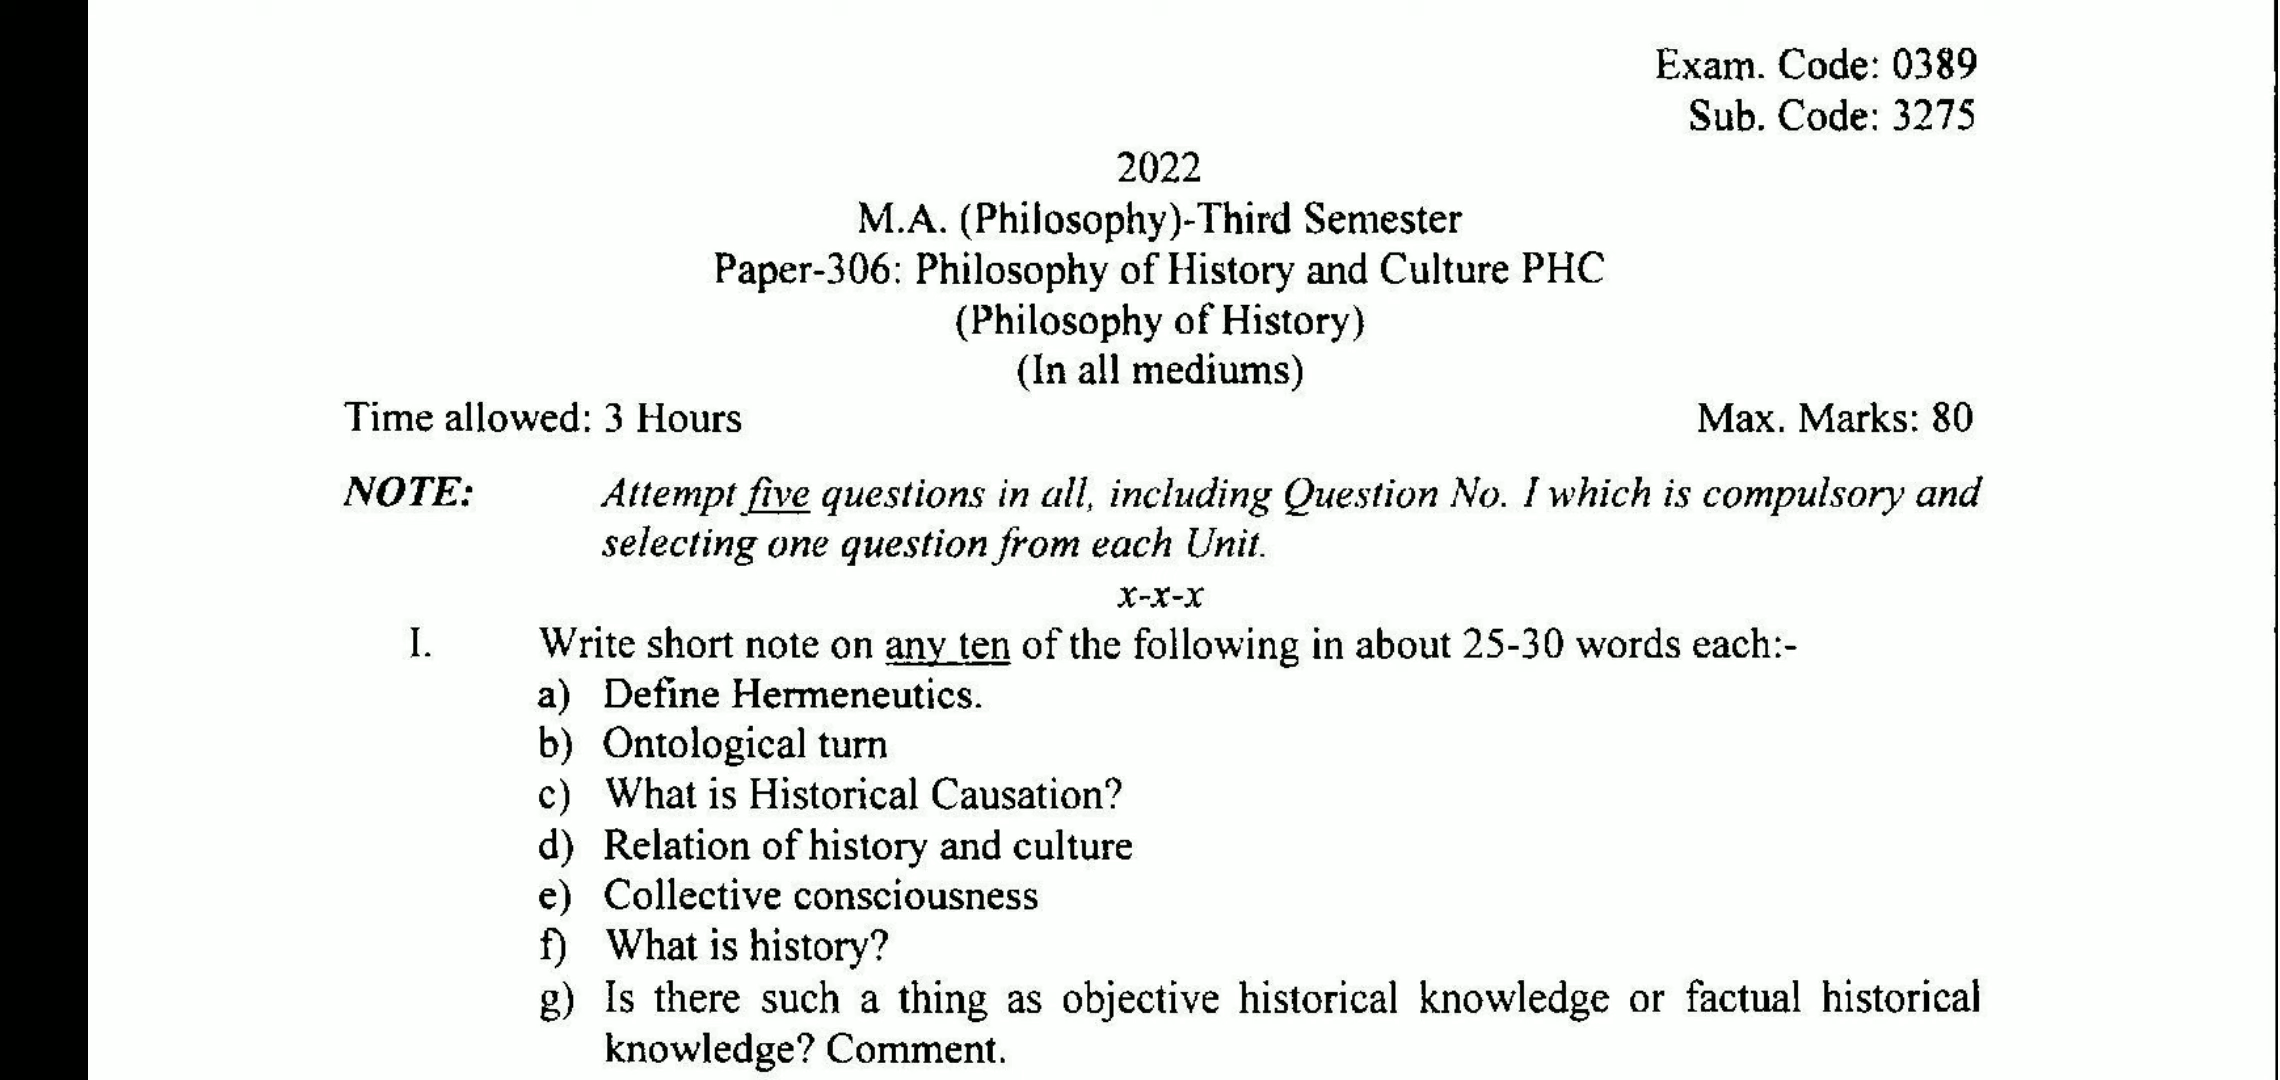 Exam. Code: 0389
Sub. Code: 3275
2022
M.A. (Philosophy)-Third Semester
Paper-306: Philosophy of History and Culture PHC
(Philosophy of History)
(In all mediums)
Time allowed: 3 Hours Max. Marks: 80
NOTE: Attempt five questions in all, including Question No. I which is compulsory and
selecting one question from each Unit.
x-x-x
I. Write short note on any ten of the following in about 25-30 words each:-
a) Define Hermeneutics.
b) Ontological turn
c) What is Historical Causation?
d) Relation of history and culture
e) Collective consciousness
f) What is history?
g) Is there such a thing as objective historical knowledge or factual historical
knowledge? Comment.